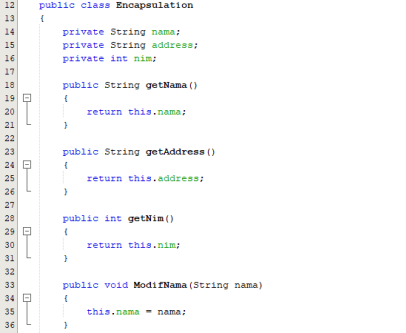 12 public class Encapsulation
13 {
14 private String nama;
15 private String address;
16 private int nim;
17
18 public String getNama()
19 {
20 return this.nama;
21 }
22
23 public String getAddress()
24 {
25 return this.address;
26 }
27
28 public int getNim()
29 {
30 return this.nim;
31 }
32
33 public void ModifNama(String nama)
34 {
35 this.nama = nama;
36 }